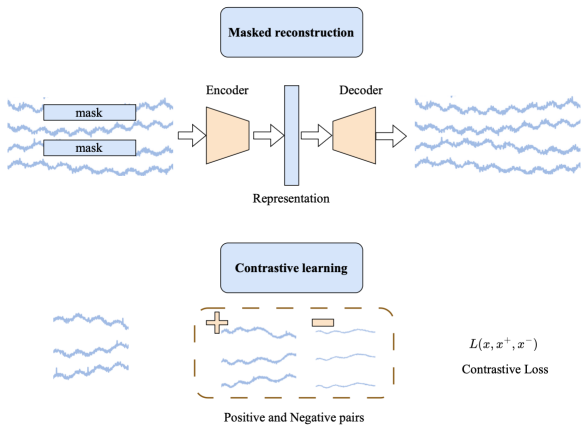 Masked reconstruction
Encoder
Decoder
mask
mask
Representation
Contrastive learning
L(x, x⁺, x⁻)
Contrastive Loss
Positive and Negative pairs